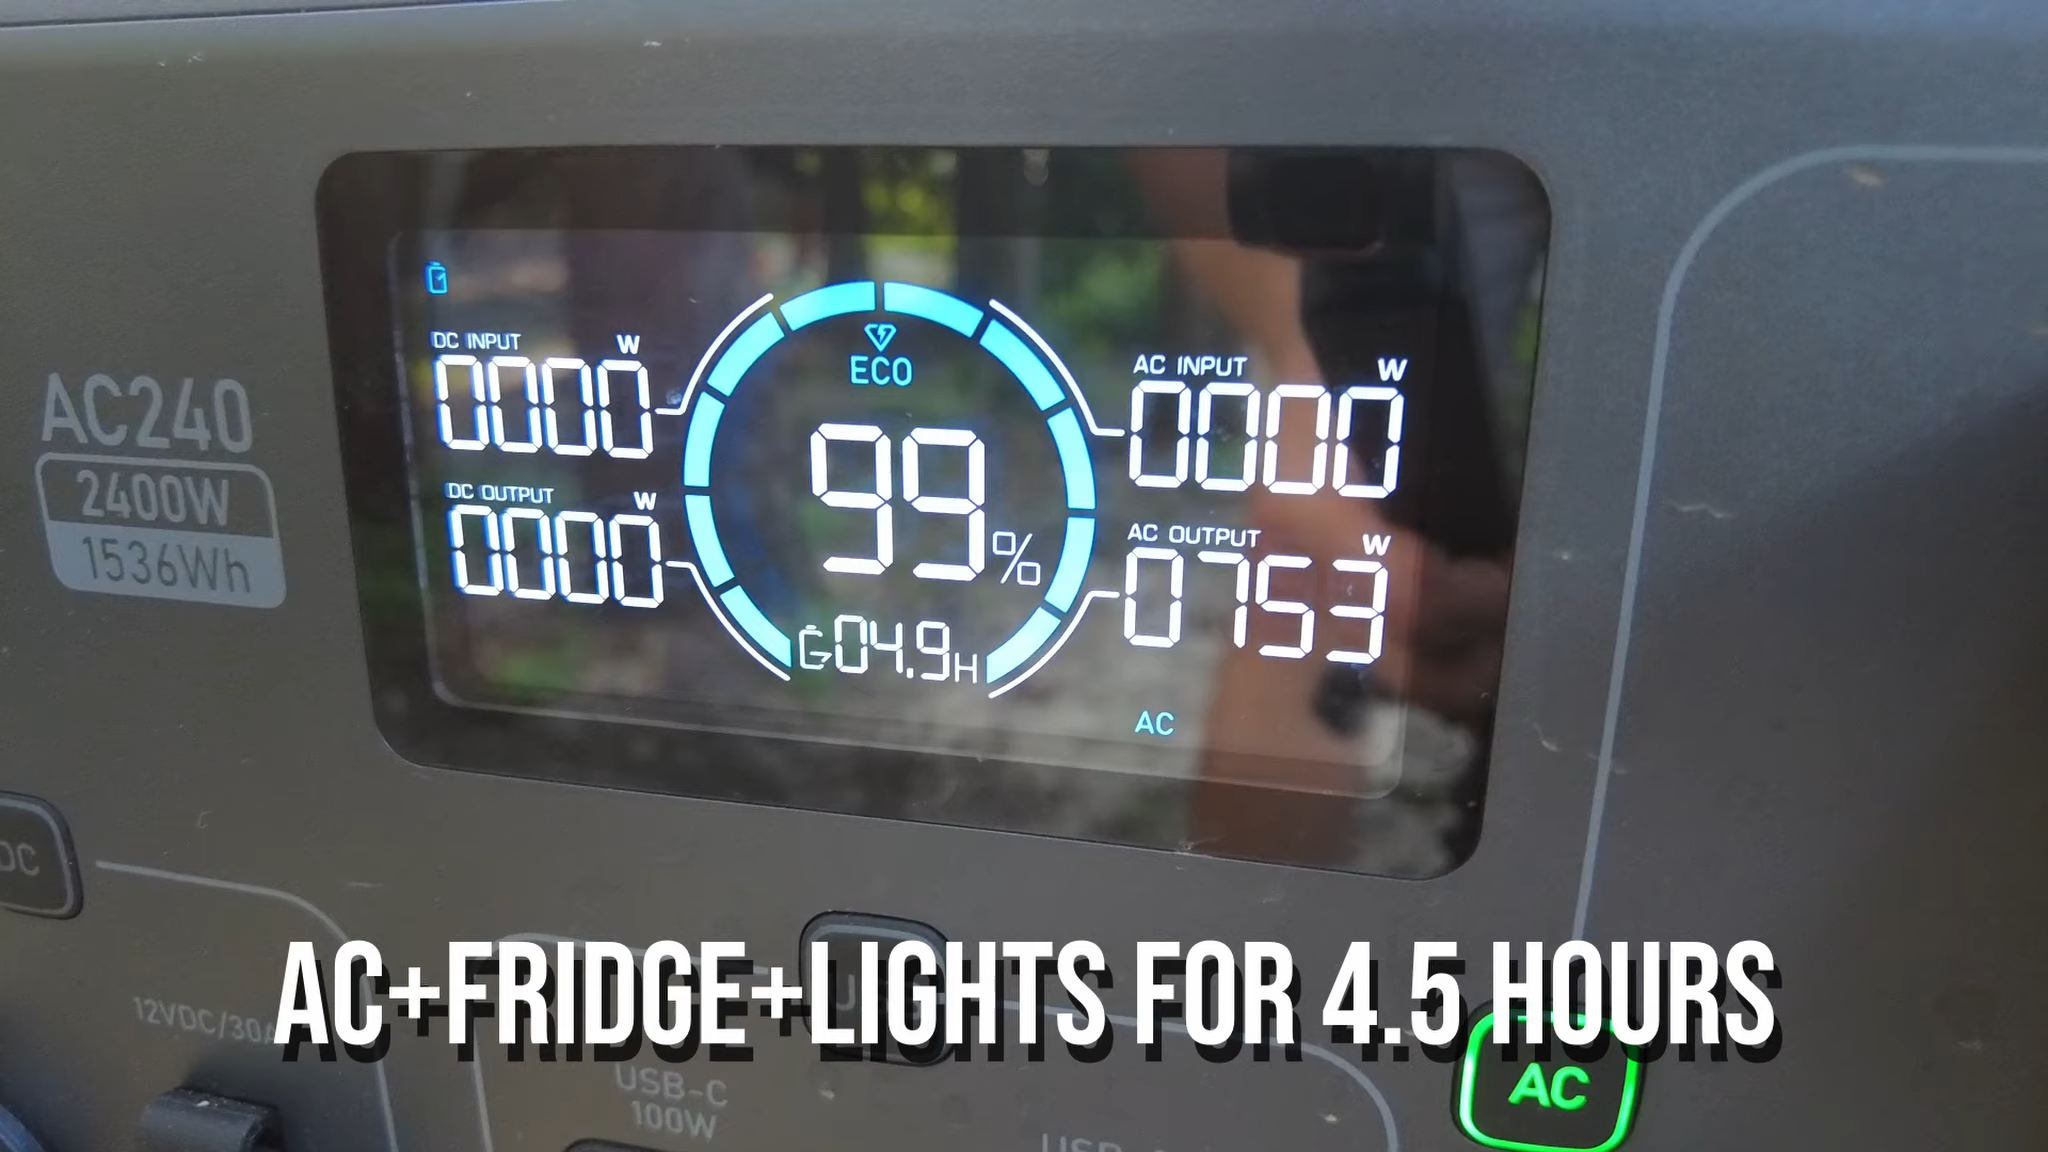 AC240
2400W
1536Wh
DC INPUT W
0000
DC OUTPUT W
0000
ECO
99%
04.9H
AC INPUT W
0000
AC OUTPUT W
0753
AC
DC
12VDC/30A
AC+FRIDGE+LIGHTS FOR 4.5 HOURS
USB-C
100W
AC